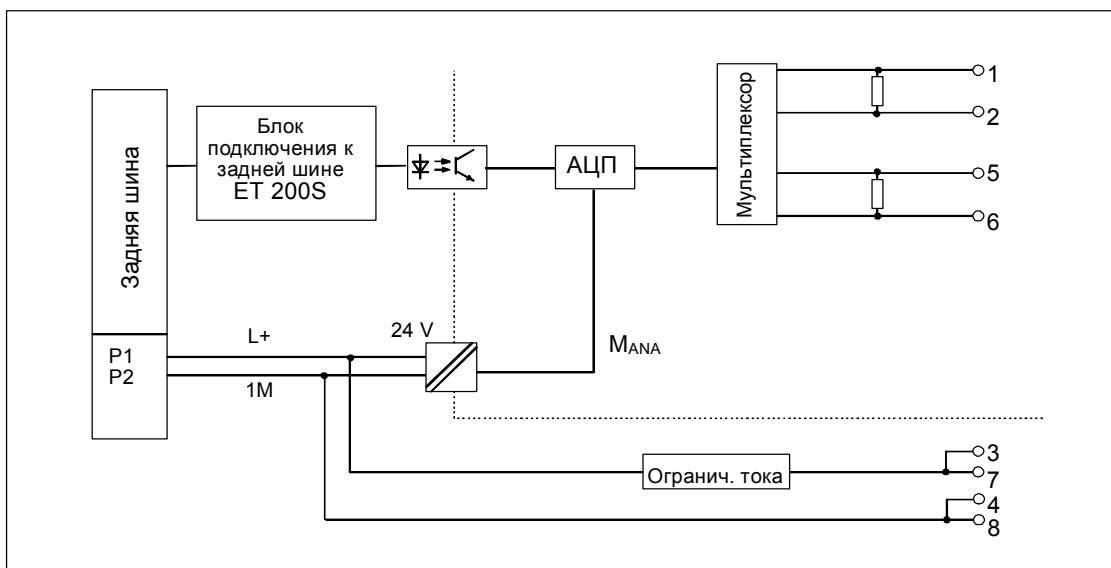 Задняя шина
Блок
подключения к
задней шине
ET 200S
АЦП
Мультиплексор
1
2
5
6
L+
24 V
P1
P2
1M
MANA
Огранич. тока
3
7
4
8